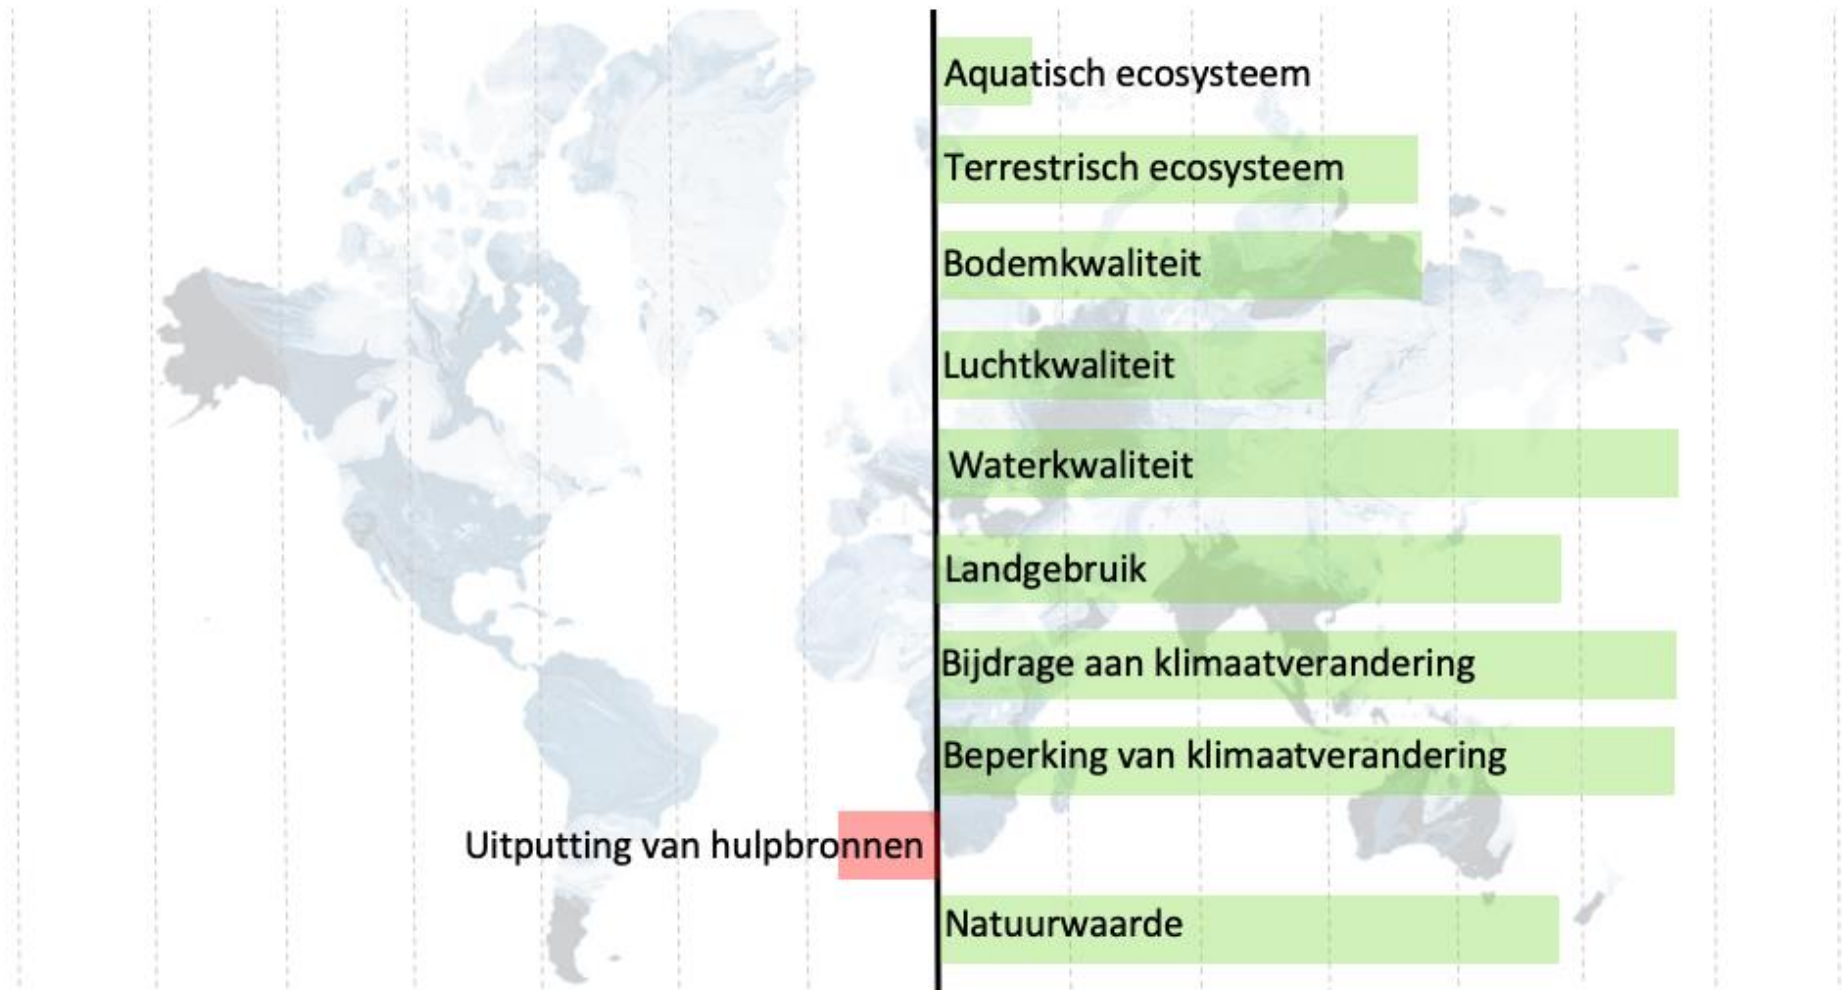 Aquatisch ecosysteem
Terrestrisch ecosysteem
Bodemkwaliteit
Luchtkwaliteit
Waterkwaliteit
Landgebruik
Bijdrage aan klimaatverandering
Beperking van klimaatverandering
Uitputting van hulpbronnen
Natuurwaarde